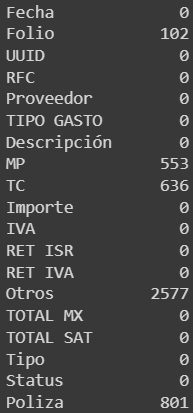 Fecha 0
Folio 102
UUID 0
RFC 0
Proveedor 0
TIPO GASTO 0
Descripción 0
MP 553
TC 636
Importe 0
IVA 0
RET ISR 0
RET IVA 0
Otros 2577
TOTAL MX 0
TOTAL SAT 0
Tipo 0
Status 0
Poliza 801